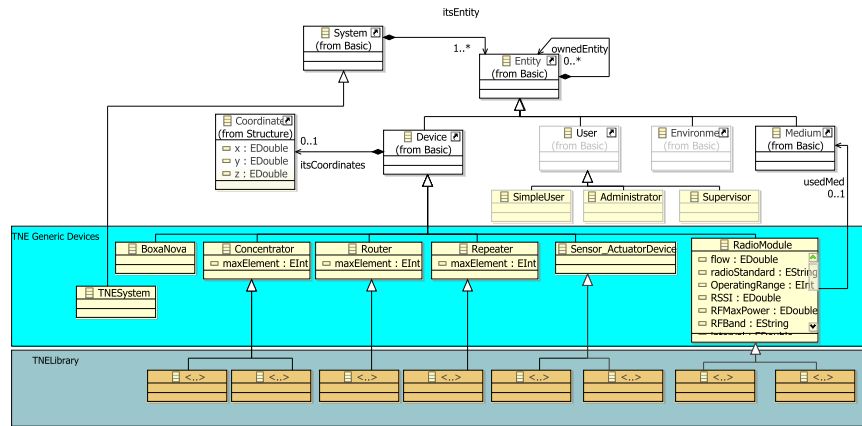 itsEntity
System
(from Basic)
1..*
ownedEntity
0..*
Entity
(from Basic)
Coordinate
(from Structure)
x : EDouble
y : EDouble
z : EDouble
0..1
itsCoordinates
Device
(from Basic)
User
(from Basic)
Environme
(from Basic)
Medium
(from Basic)
usedMed
0..1
SimpleUser
Administrator
Supervisor
TNE Generic Devices
BoxaNova
Concentrator
maxElement : EInt
Router
maxElement : EInt
Repeater
maxElement : EInt
Sensor_ActuatorDevice
RadioModule
flow : EDouble
radioStandard : EString
OperatingRange : EInt
RSSI : EDouble
RFMaxPower : EDouble
RFBand : EString
TNESystem
TNELibrary
<..>
<..>
<..>
<..>
<..>
<..>
<..>
<..>